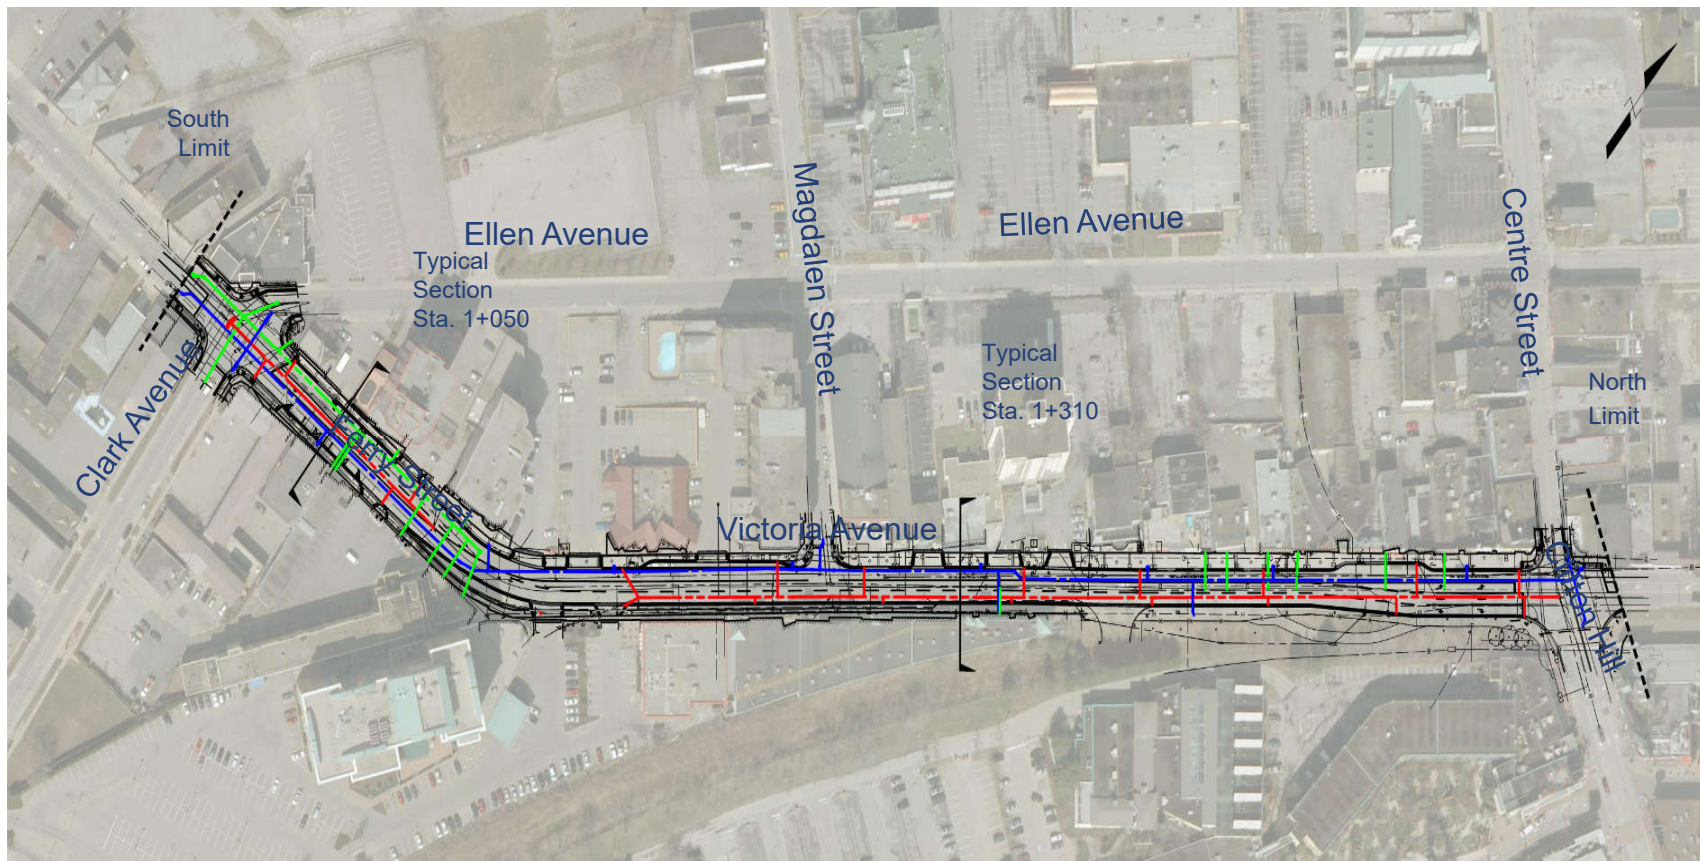 South
Limit
Ellen Avenue
Typical
Section
Sta. 1+050
Magdalen Street
Ellen Avenue
Centre Street
Typical
Section
Sta. 1+310
North
Limit
Clark Avenue
Ferry Street
Victoria Avenue
Clifton Hill